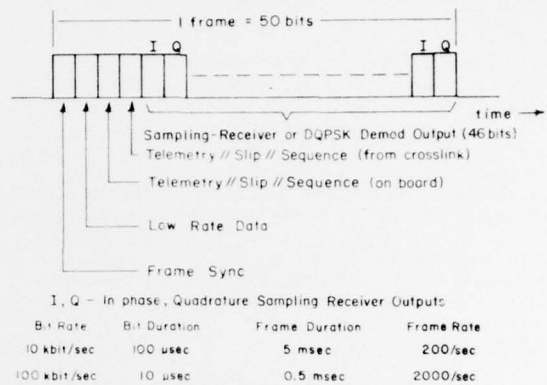 1 frame = 50 bits
I Q
I Q
time
Sampling-Receiver or DQPSK Demod Output (46 bits)
Telemetry // Slip // Sequence (from crosslink)
Telemetry // Slip // Sequence (on board)
Low Rate Data
Frame Sync
I, Q - In phase, Quadrature Sampling Receiver Outputs
Bit Rate Bit Duration Frame Duration Frame Rate
10 kbit/sec 100 µsec 5 msec 200/sec
100 kbit/sec 10 µsec 0.5 msec 2000/sec